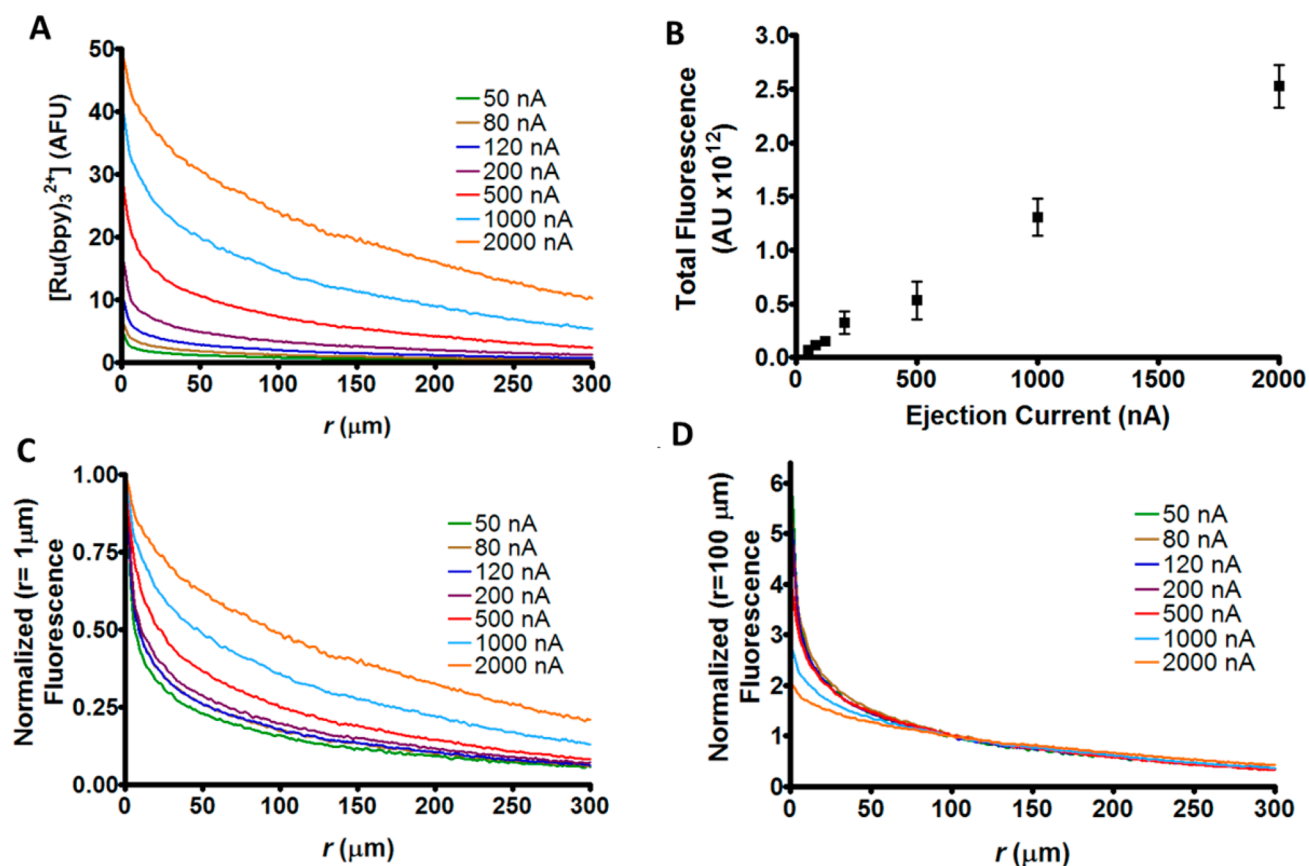 A
[Ru(bpy)₃²⁺] (AFU)
50
40
30
20
10
0
0
50
100
150
200
250
300
r (μm)
50 nA
80 nA
120 nA
200 nA
500 nA
1000 nA
2000 nA
B
Total Fluorescence
(AU x10¹²)
3.0
2.5
2.0
1.5
1.0
0.5
0.0
0
500
1000
1500
2000
Ejection Current (nA)
C
Normalized (r= 1μm)
Fluorescence
1.00
0.75
0.50
0.25
0.00
0
50
100
150
200
250
300
r (μm)
50 nA
80 nA
120 nA
200 nA
500 nA
1000 nA
2000 nA
D
Normalized (r=100 μm)
Fluorescence
6
5
4
3
2
1
0
0
50
100
150
200
250
300
r (μm)
50 nA
80 nA
120 nA
200 nA
500 nA
1000 nA
2000 nA